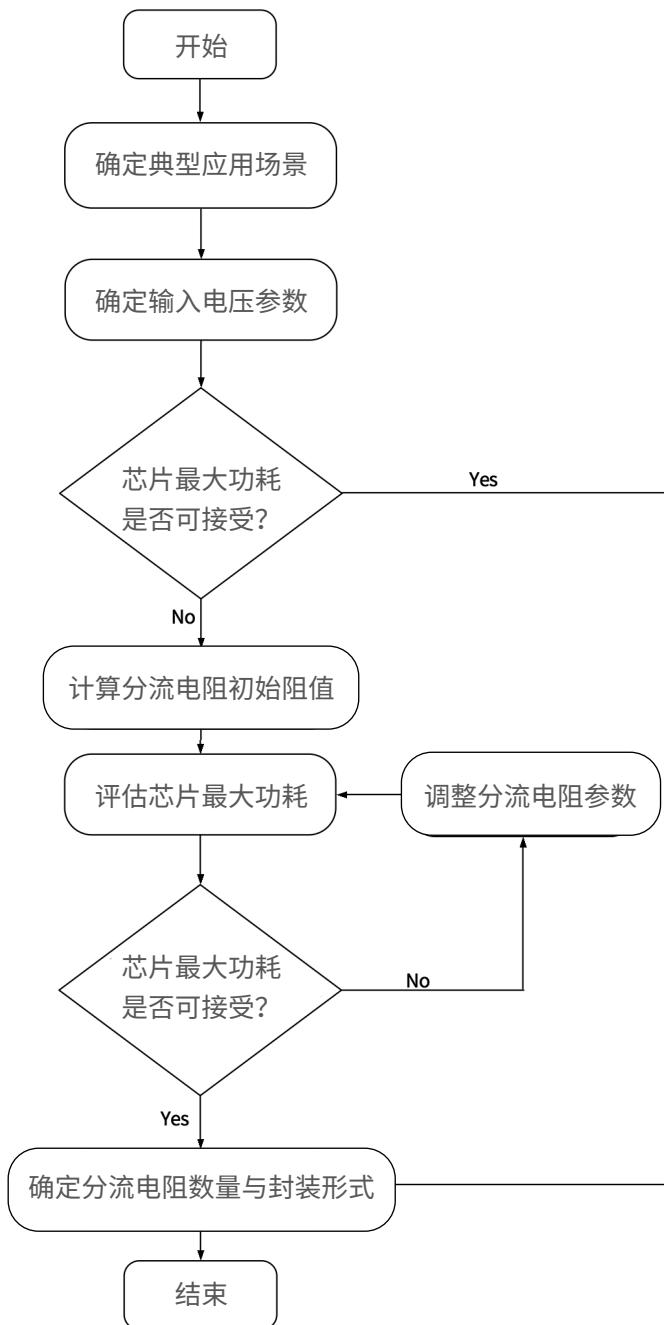 开始
确定典型应用场景
确定输入电压参数
芯片最大功耗
是否可接受？
Yes
No
计算分流电阻初始阻值
评估芯片最大功耗
调整分流电阻参数
芯片最大功耗
是否可接受？
No
Yes
确定分流电阻数量与封装形式
结束